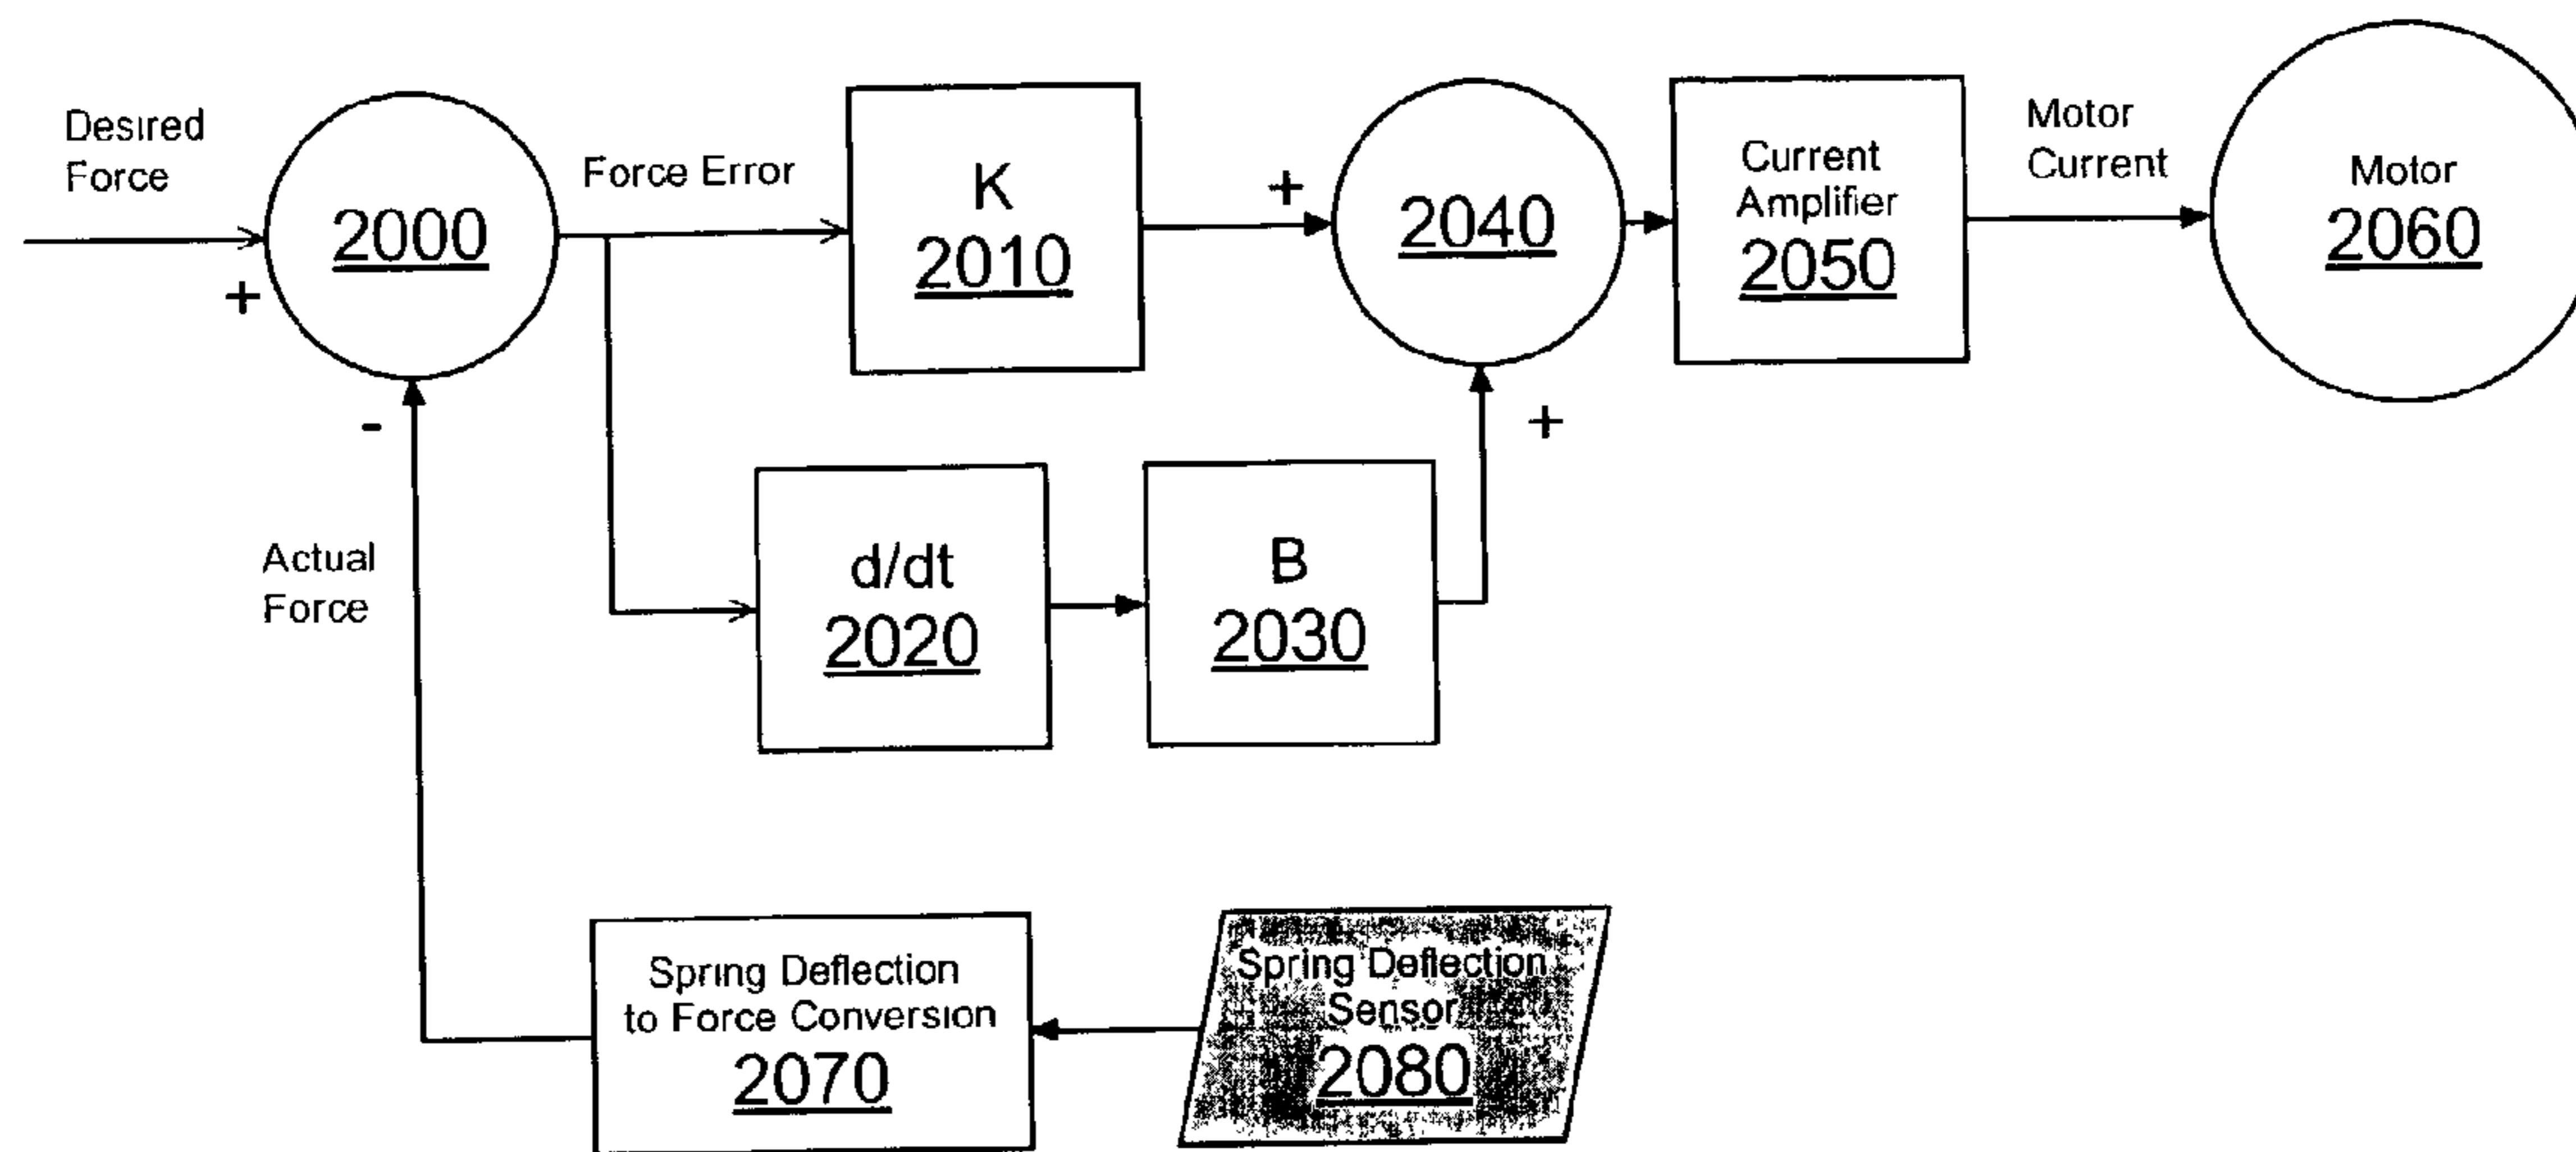 Desired
Force
+
2000
-
Force Error
K
2010
+
2040
+
Current
Amplifier
2050
Motor
Current
Motor
2060
Actual
Force
d/dt
2020
B
2030
Spring Deflection
to Force Conversion
2070
Spring Deflection
Sensor
2080